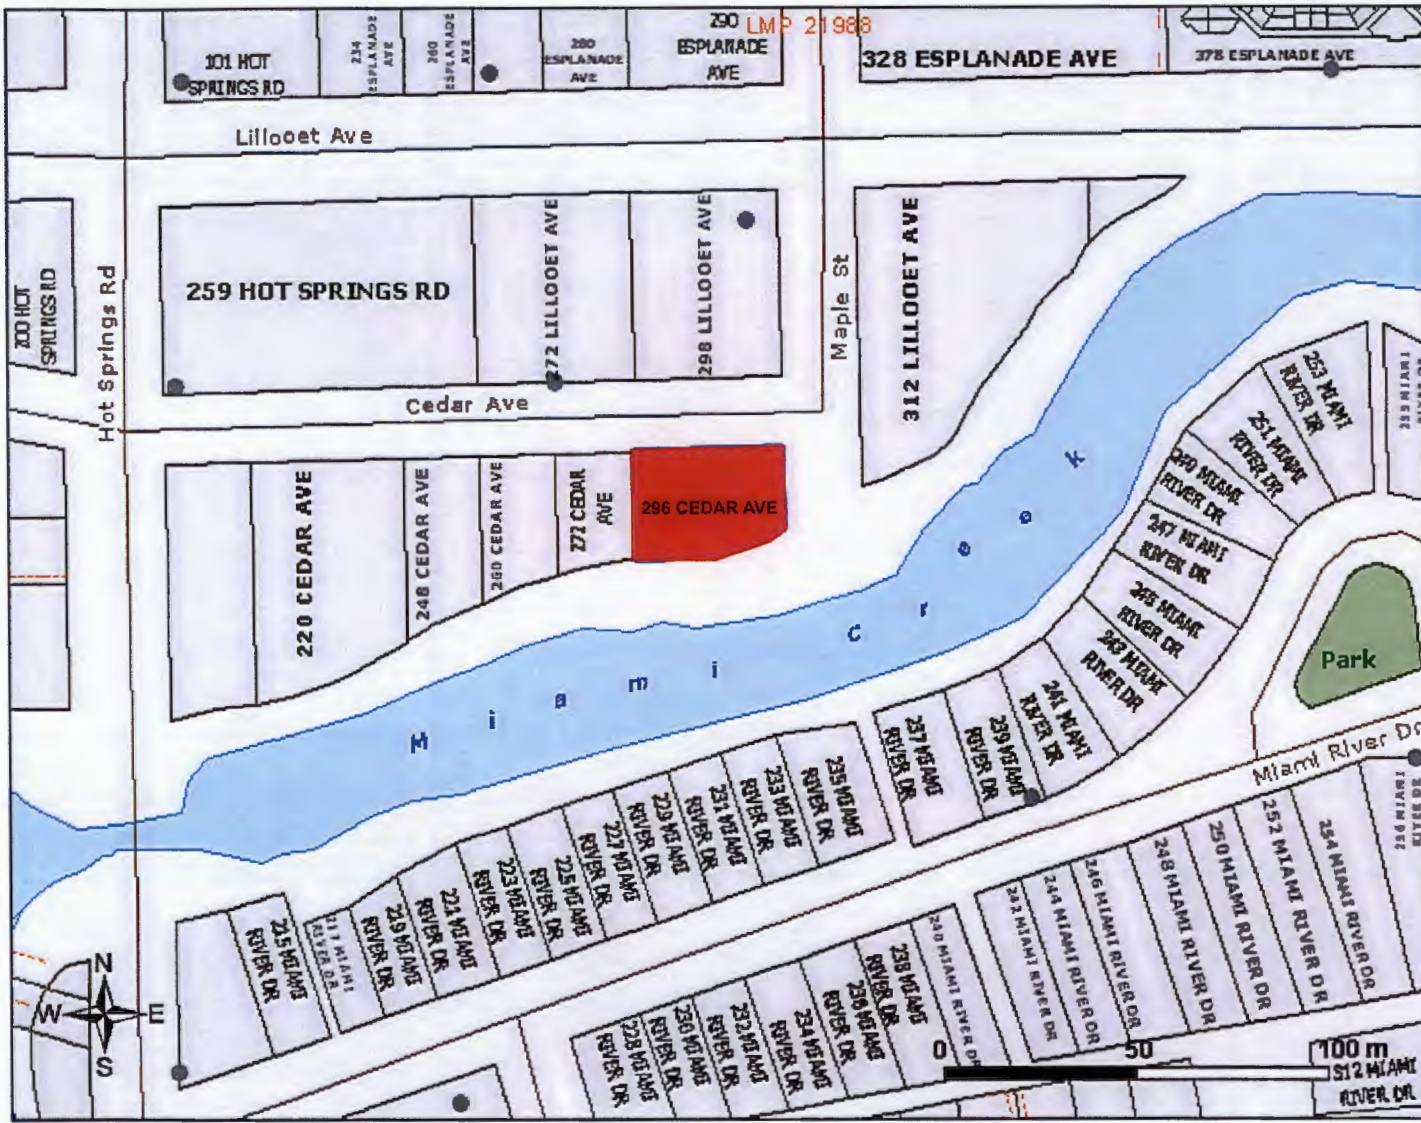 LMP 21988
101 HOT
SPRINGS RD
234
ESPLANADE
AVE
260
ESPLANADE
AVE
280
ESPLANADE
AVE
290
ESPLANADE
AVE
328 ESPLANADE AVE
378 ESPLANADE AVE
Lillooet Ave
200 HOT
SPRINGS RD
Hot Springs Rd
259 HOT SPRINGS RD
272 LILLOOET AVE
298 LILLOOET AVE
Maple St
312 LILLOOET AVE
Cedar Ave
220 CEDAR AVE
248 CEDAR AVE
260 CEDAR AVE
272 CEDAR
AVE
296 CEDAR AVE
Miami Creek
253 MIAMI
RIVER DR
251 MIAMI
RIVER DR
MIAMI
RIVER DR
247 MIAMI
RIVER DR
245 MIAMI
RIVER DR
243 MIAMI
RIVER DR
241 MIAMI
RIVER DR
239 MIAMI
RIVER DR
237 MIAMI
RIVER DR
Park
Miami River Dr
235 MIAMI
RIVER DR
233 MIAMI
RIVER DR
231 MIAMI
RIVER DR
229 MIAMI
RIVER DR
227 MIAMI
RIVER DR
225 MIAMI
RIVER DR
223 MIAMI
RIVER DR
221 MIAMI
RIVER DR
219 MIAMI
RIVER DR
217 MIAMI
RIVER DR
215 MIAMI
RIVER DR
228 MIAMI
RIVER DR
230 MIAMI
RIVER DR
232 MIAMI
RIVER DR
234 MIAMI
RIVER DR
236 MIAMI
RIVER DR
238 MIAMI
RIVER DR
240 MIAMI RIVER DR
242 MIAMI RIVER DR
244 MIAMI RIVER DR
246 MIAMI RIVER DR
248 MIAMI RIVER DR
250 MIAMI RIVER DR
252 MIAMI RIVER DR
254 MIAMI RIVER DR
N
W
E
S
0 50 100 m
512 MIAMI
RIVER DR